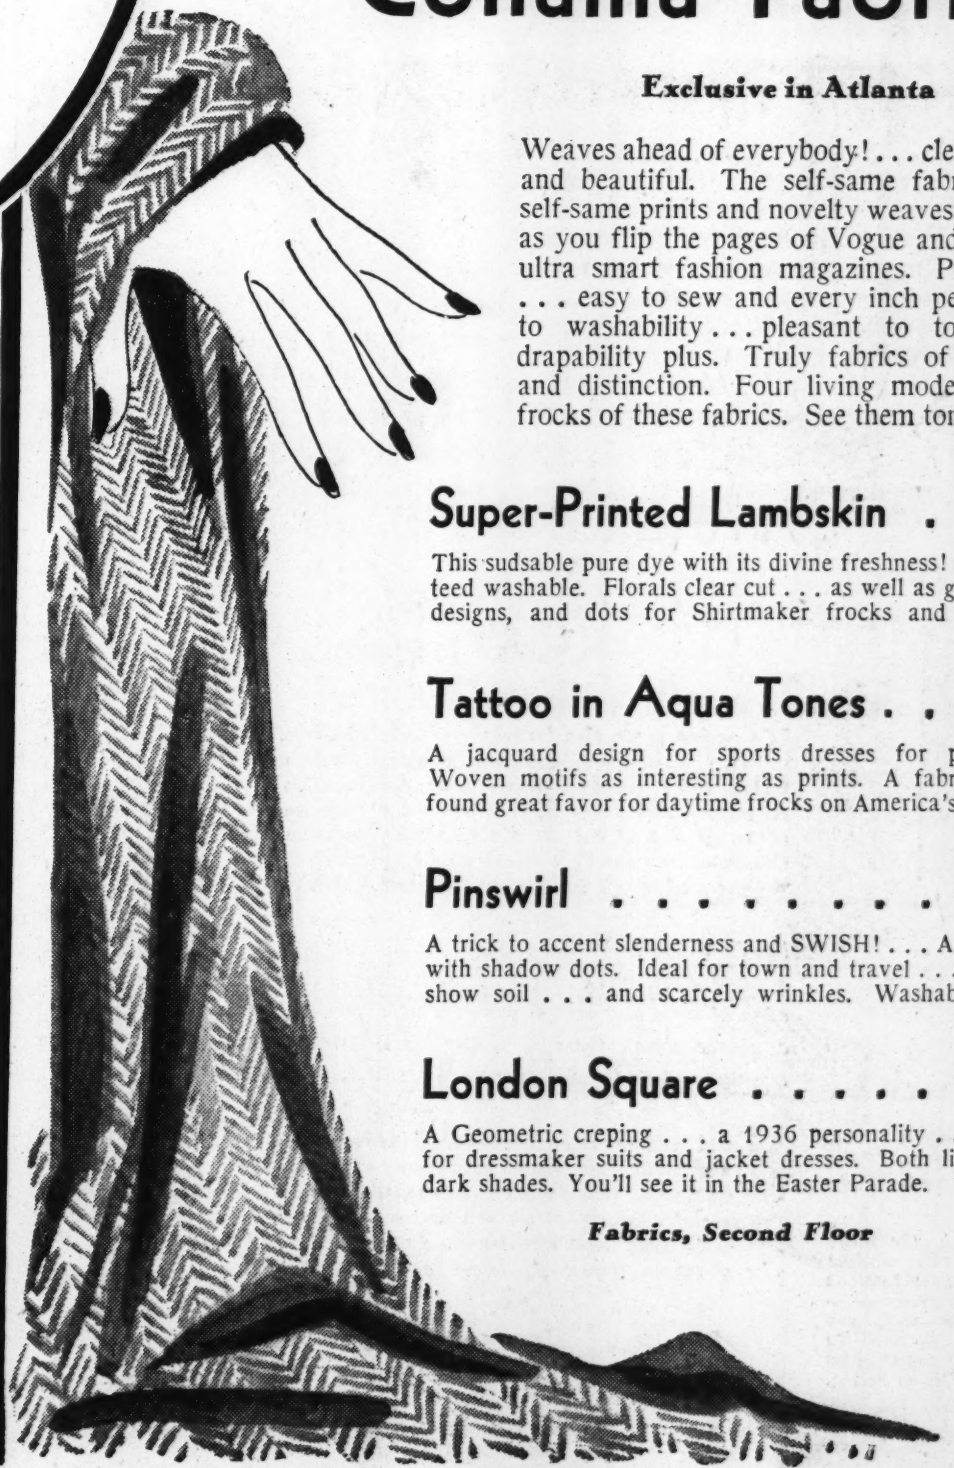 Exclusive in Atlanta
Weaves ahead of everybody! . . . cle
and beautiful. The self-same fab
self-same prints and novelty weaves
as you flip the pages of Vogue and
ultra smart fashion magazines. P
. . . easy to sew and every inch pe
to washability . . . pleasant to to
drapability plus. Truly fabrics of
and distinction. Four living mode
frocks of these fabrics. See them tor
Super-Printed Lambskin .
This sudsable pure dye with its divine freshness!
teed washable. Florals clear cut . . . as well as g
designs, and dots for Shirtmaker frocks and
Tattoo in Aqua Tones . .
A jacquard design for sports dresses for p
Woven motifs as interesting as prints. A fabr
found great favor for daytime frocks on America's
Pinswirl . . . . . . . .
A trick to accent slenderness and SWISH! . . . A
with shadow dots. Ideal for town and travel . . .
show soil . . . and scarcely wrinkles. Washab
London Square . . . . .
A Geometric creping . . . a 1936 personality .
for dressmaker suits and jacket dresses. Both li
dark shades. You'll see it in the Easter Parade.
Fabrics, Second Floor